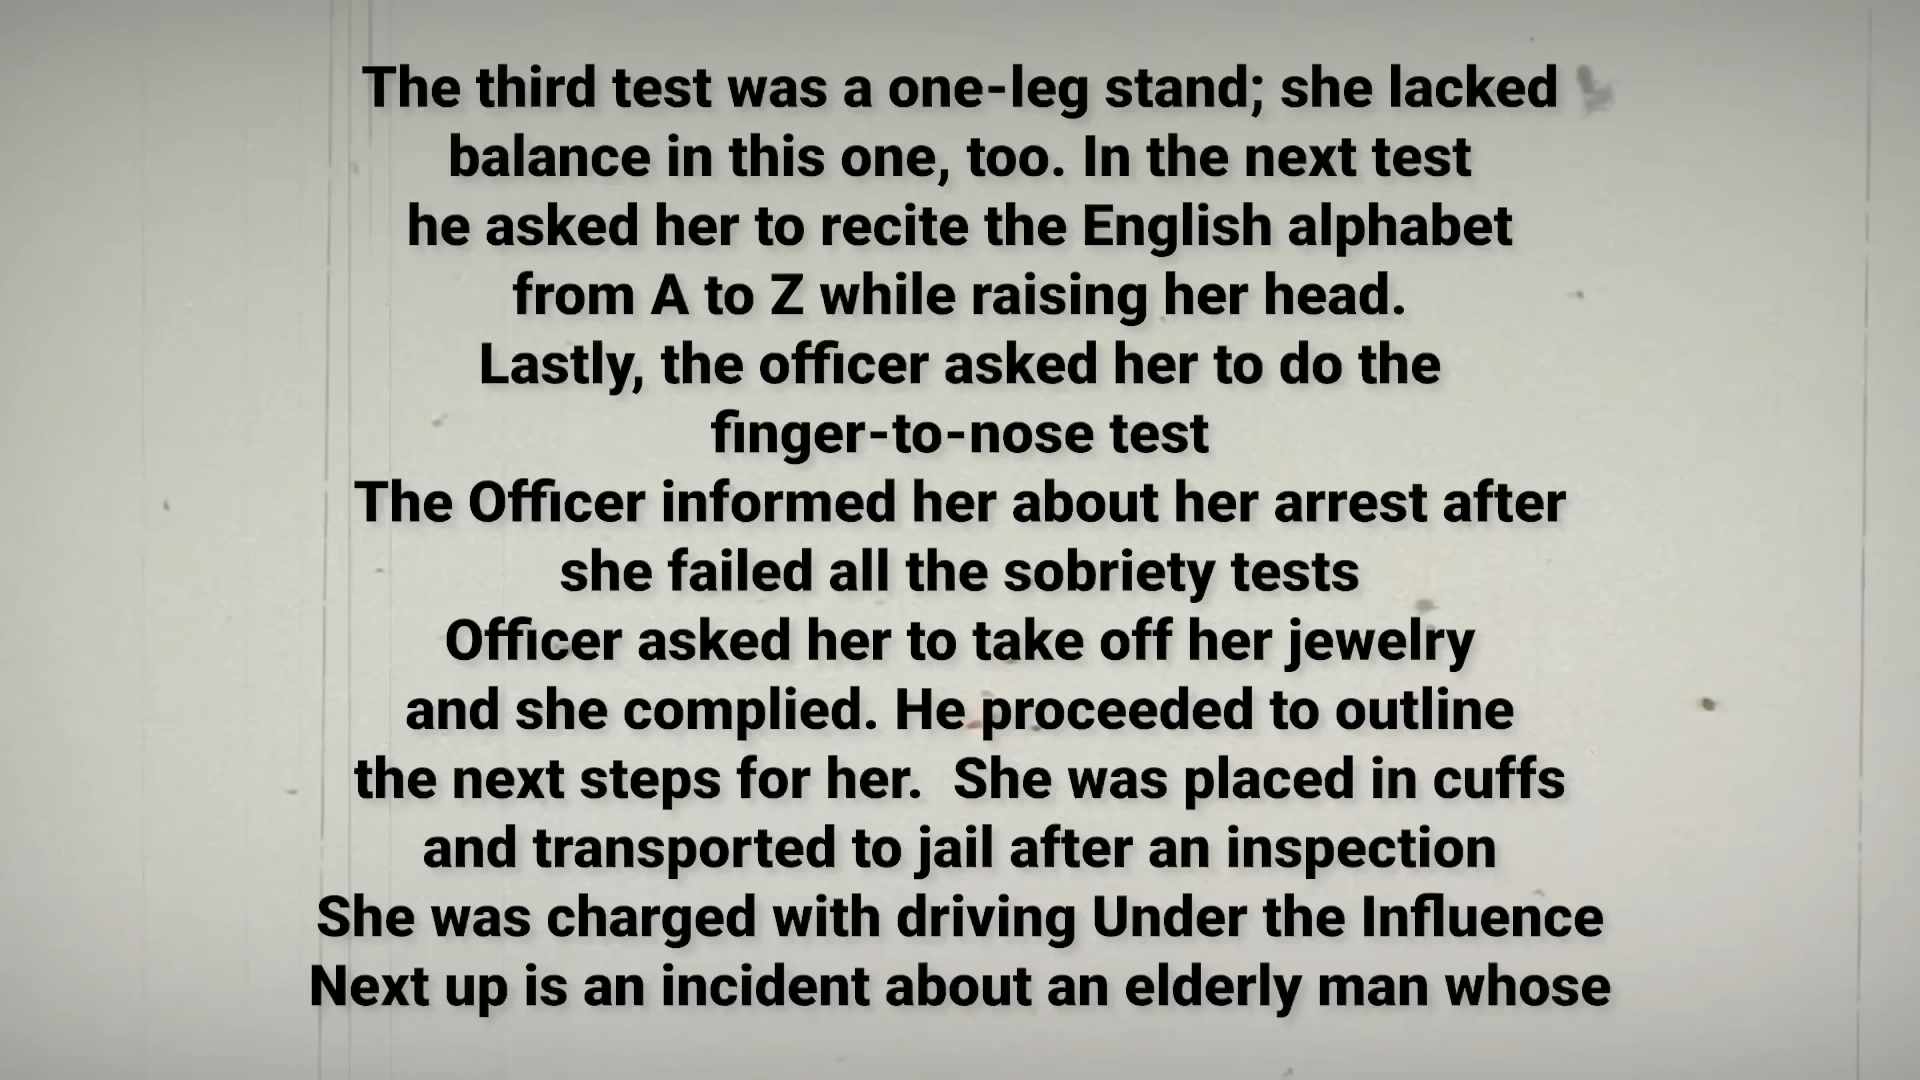 The third test was a one-leg stand; she lacked
balance in this one, too. In the next test
he asked her to recite the English alphabet
from A to Z while raising her head.
Lastly, the officer asked her to do the
finger-to-nose test
The Officer informed her about her arrest after
she failed all the sobriety tests
Officer asked her to take off her jewelry
and she complied. He proceeded to outline
the next steps for her.  She was placed in cuffs
and transported to jail after an inspection
She was charged with driving Under the Influence
Next up is an incident about an elderly man whose